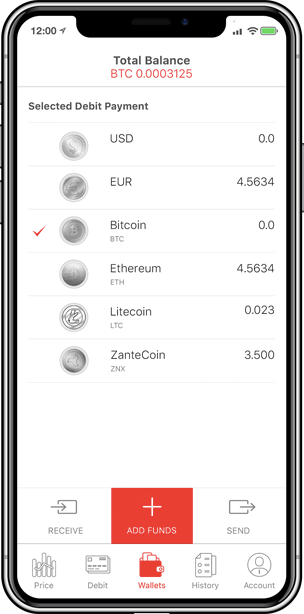 12:00
Total Balance
BTC 0.0003125
Selected Debit Payment
USD 0.0
EUR 4.5634
Bitcoin 0.0
BTC
Ethereum 4.5634
ETH
Litecoin 0.023
LTC
ZanteCoin 3.500
ZNX
RECEIVE ADD FUNDS SEND
Price Debit Wallets History Account